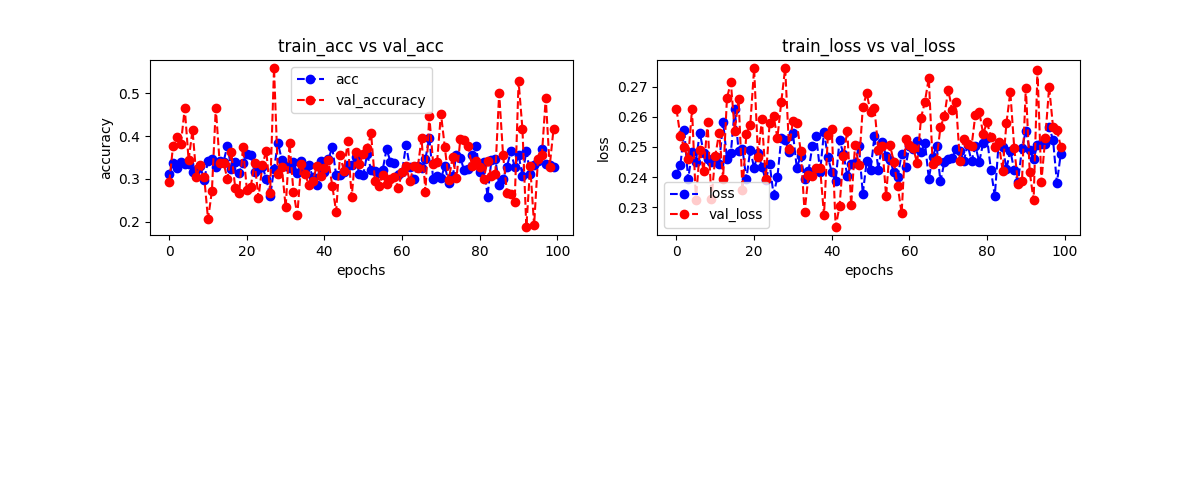 train_acc vs val_acc
0.5
0.4
0.3
0.2
accuracy
acc
val_accuracy
0 20 40 60 80 100
epochs
train_loss vs val_loss
0.27
0.26
0.25
0.24
0.23
loss
loss
val_loss
0 20 40 60 80 100
epochs